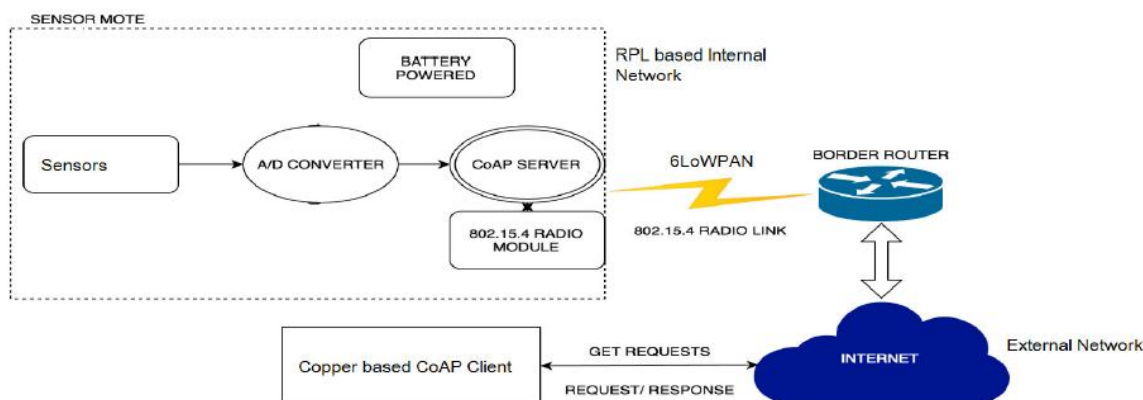 SENSOR MOTE
BATTERY
POWERED
RPL based Internal
Network
Sensors
A/D CONVERTER
CoAP SERVER
802.15.4 RADIO
MODULE
6LoWPAN
802.15.4 RADIO LINK
BORDER ROUTER
Copper based CoAP Client
GET REQUESTS
REQUEST/ RESPONSE
INTERNET
External Network